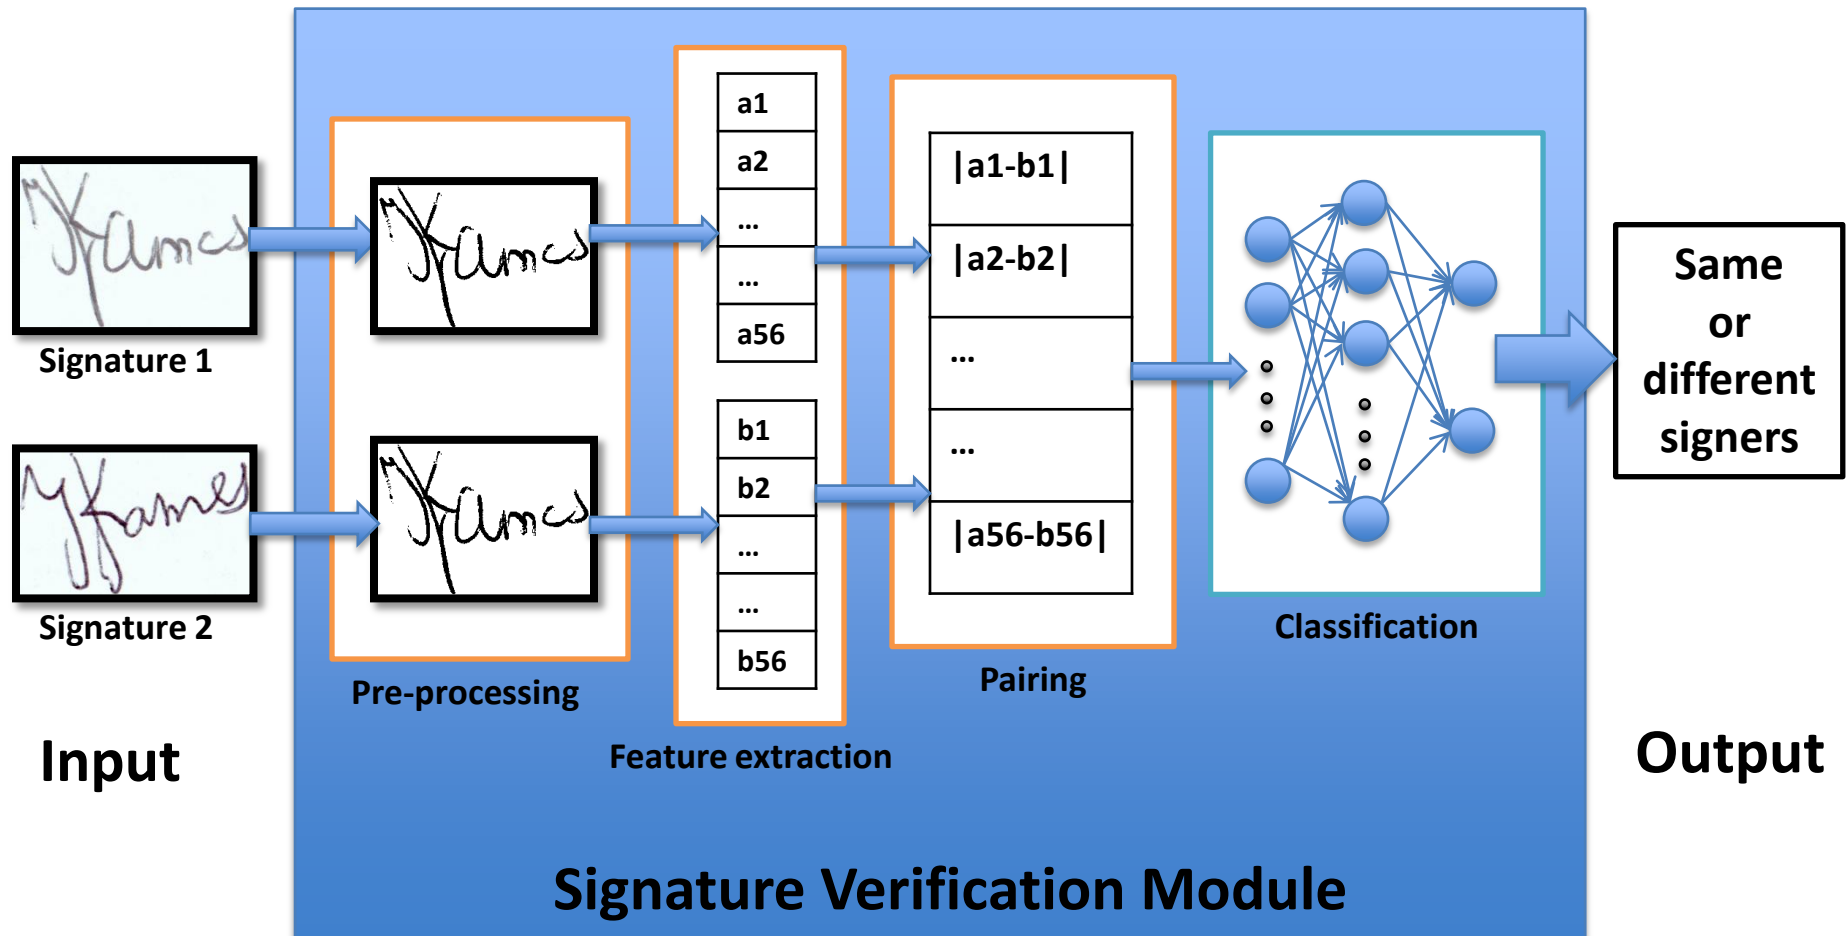 a1
a2
...
...
a56
b1
b2
...
...
b56
|a1-b1|
|a2-b2|
...
...
|a56-b56|
Signature 1
Signature 2
Pre-processing
Feature extraction
Pairing
Classification
Same
or
different
signers
Input
Output
Signature Verification Module